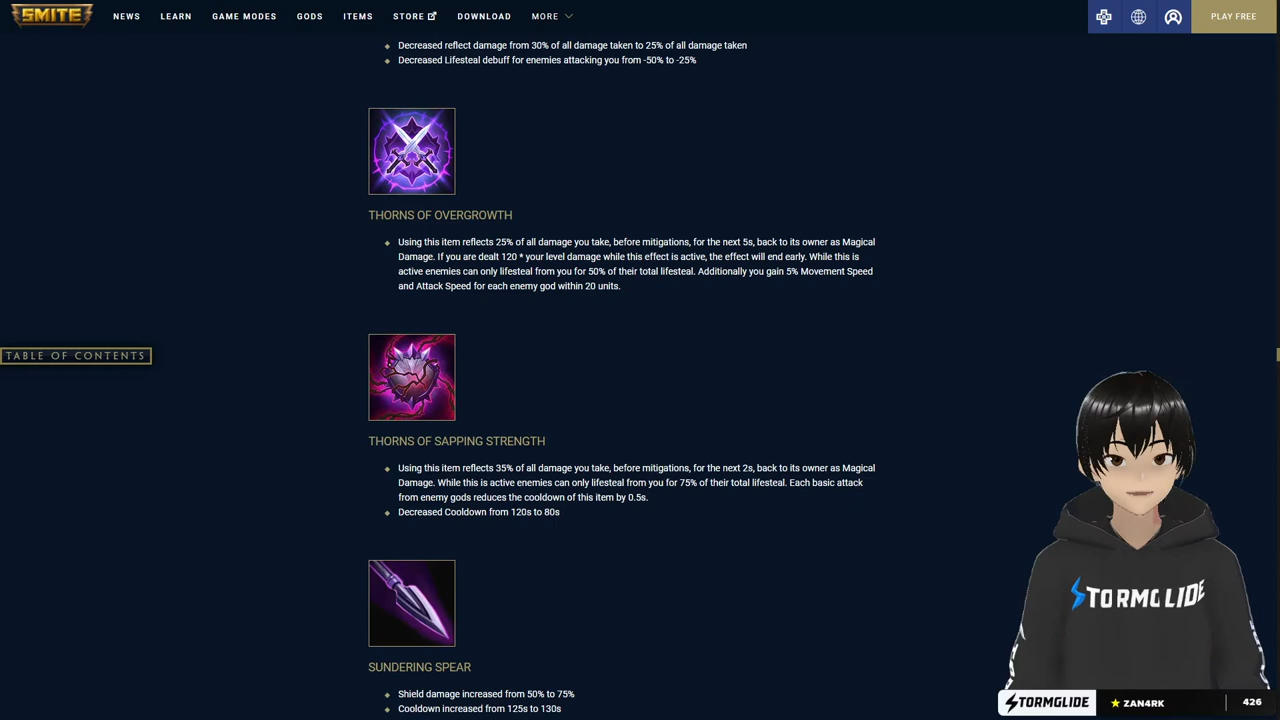 SMITE NEWS LEARN GAME MODES GODS ITEMS STORE DOWNLOAD MORE PLAY FREE
Decreased reflect damage from 30% of all damage taken to 25% of all damage taken
Decreased Lifesteal debuff for enemies attacking you from -50% to -25%
THORNS OF OVERGROWTH
Using this item reflects 25% of all damage you take, before mitigations, for the next 5s, back to its owner as Magical
Damage. If you are dealt 120 * your level damage while this effect is active, the effect will end early. While this is
active enemies can only lifesteal from you for 50% of their total lifesteal. Additionally you gain 5% Movement Speed
and Attack Speed for each enemy god within 20 units.
TABLE OF CONTENTS
THORNS OF SAPPING STRENGTH
Using this item reflects 35% of all damage you take, before mitigations, for the next 2s, back to its owner as Magical
Damage. While this is active enemies can only lifesteal from you for 75% of their total lifesteal. Each basic attack
from enemy gods reduces the cooldown of this item by 0.5s.
Decreased Cooldown from 120s to 80s
STORMGLIDE
SUNDERING SPEAR
Shield damage increased from 50% to 75%
Cooldown increased from 125s to 130s
STORMGLIDE ZAN4RK 426